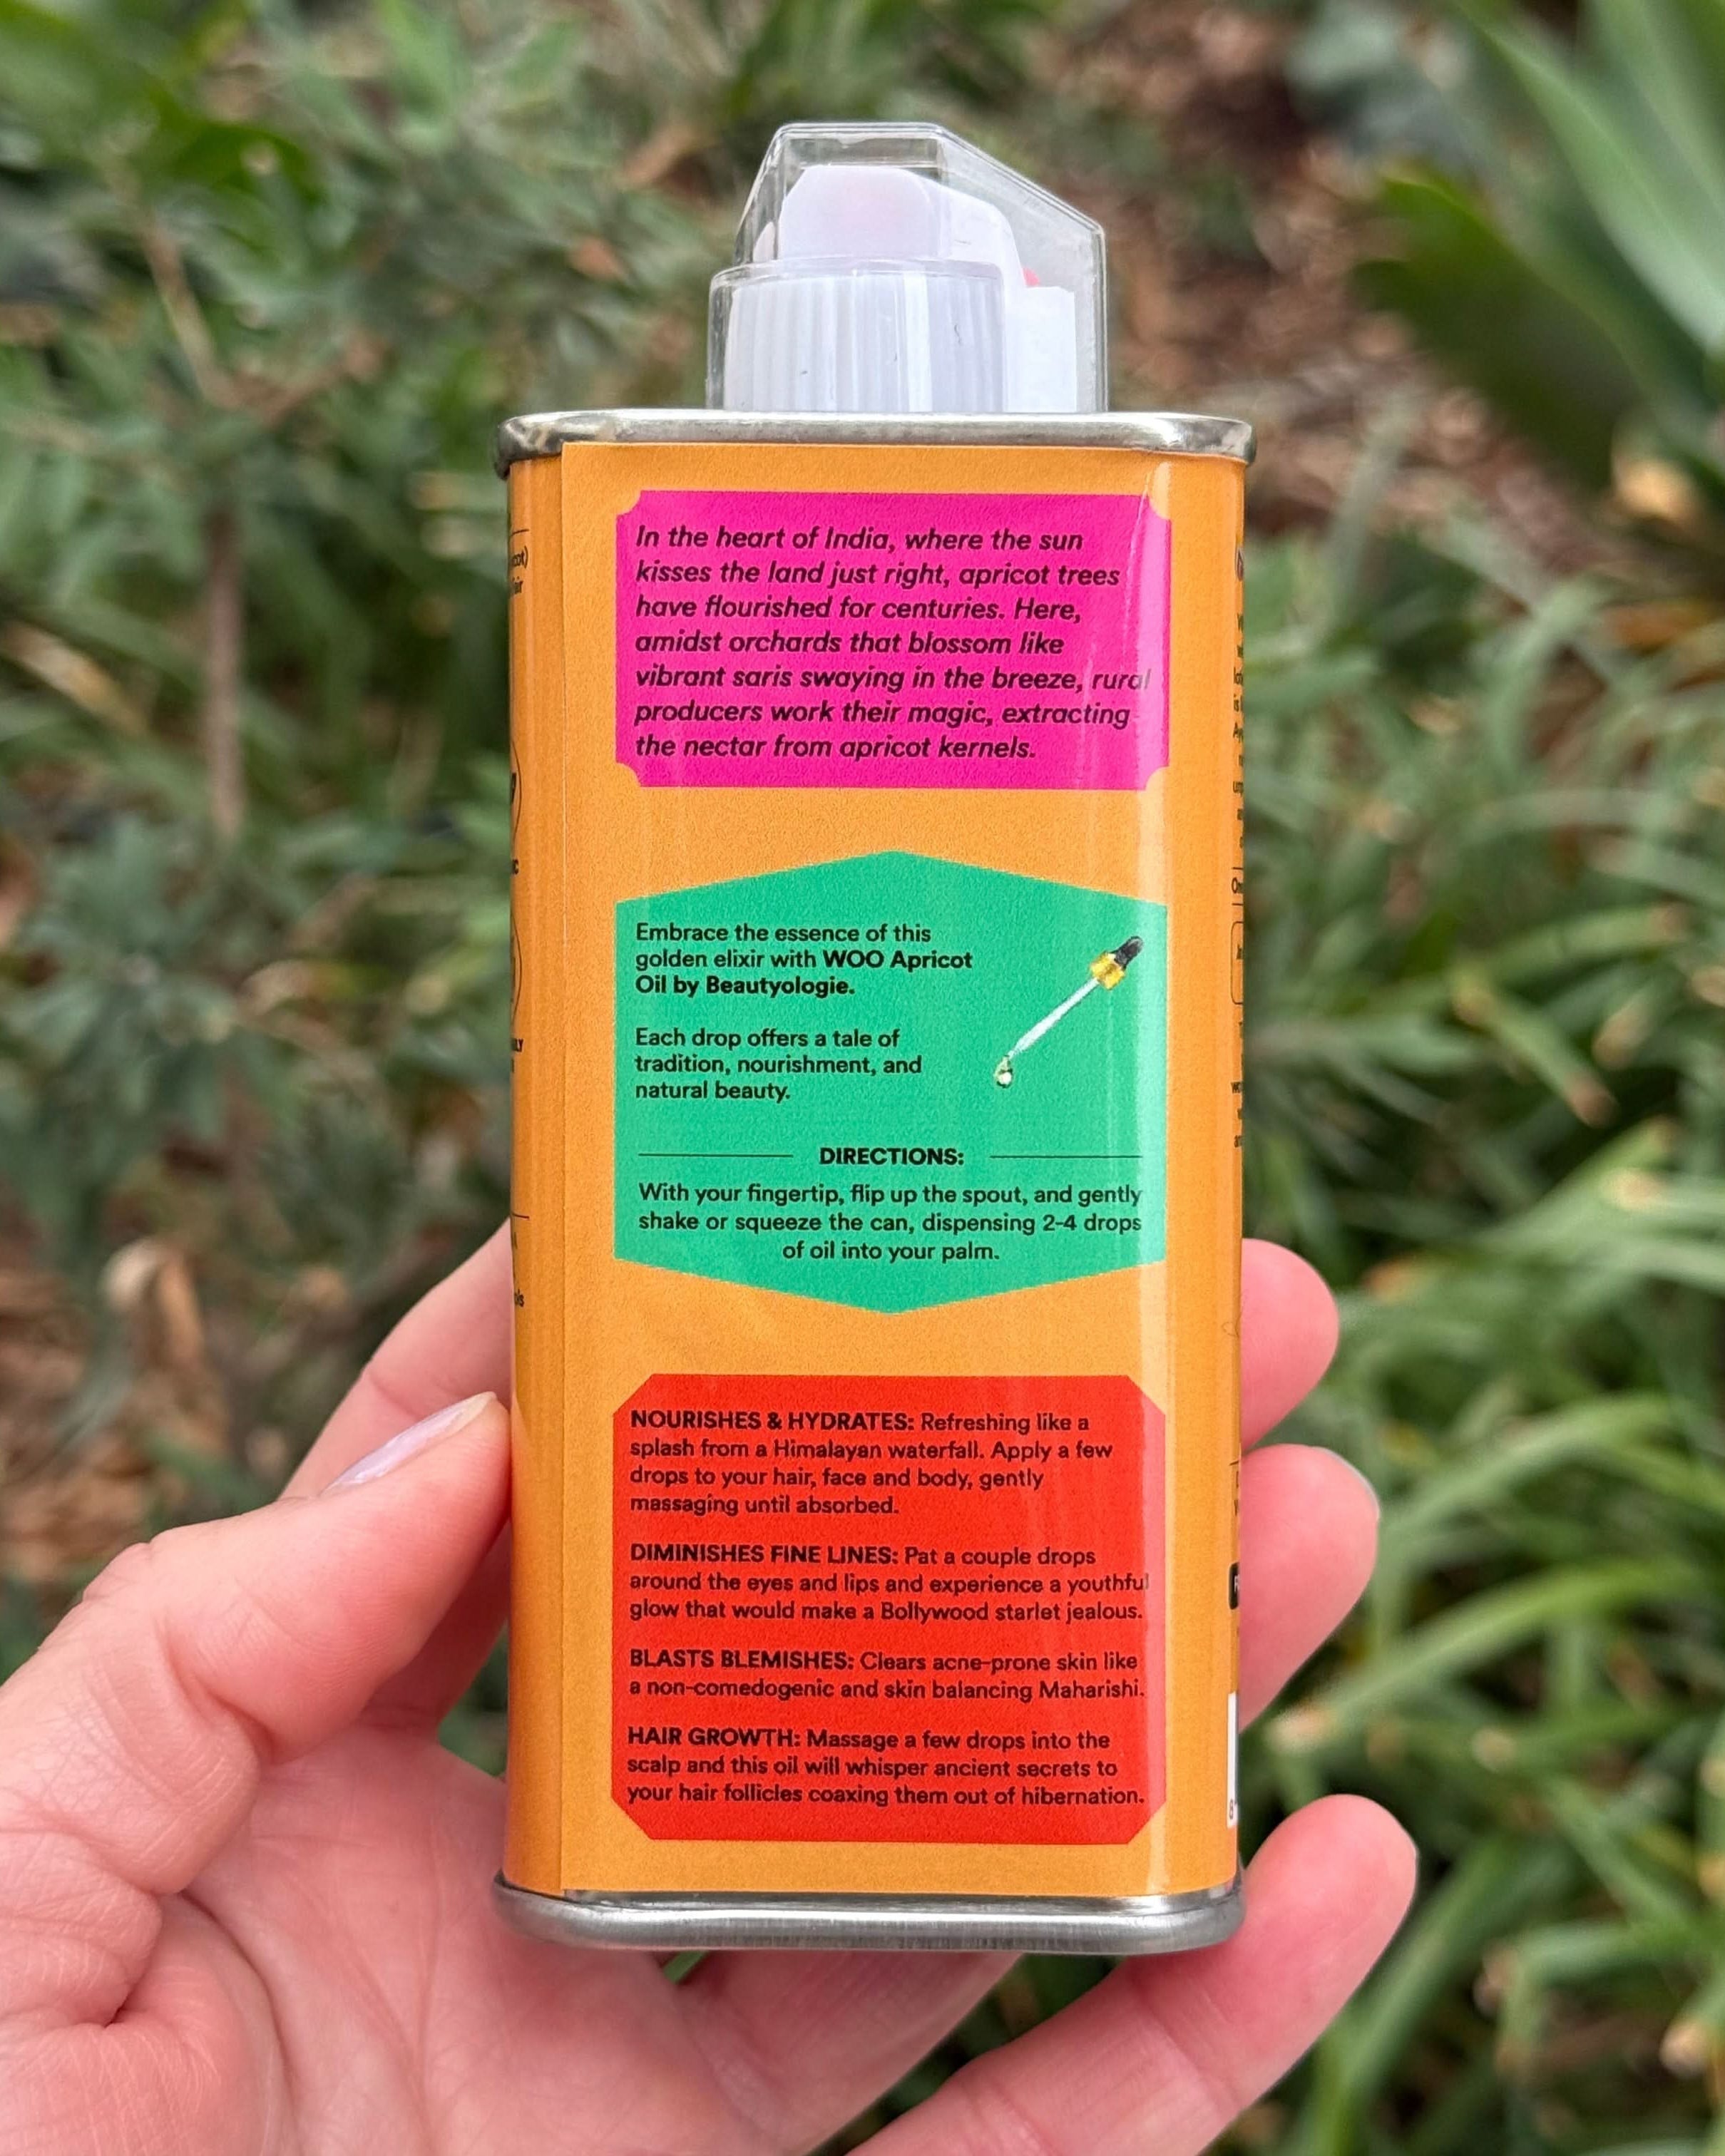 In the heart of India, where the sun
kisses the land just right, apricot trees
have flourished for centuries. Here,
amidst orchards that blossom like
vibrant saris swaying in the breeze, rural
producers work their magic, extracting
the nectar from apricot kernels.
Embrace the essence of this
golden elixir with WOO Apricot
Oil by Beautyologie.
Each drop offers a tale of
tradition, nourishment, and
natural beauty.
DIRECTIONS:
With your fingertip, flip up the spout, and gently
shake or squeeze the can, dispensing 2-4 drops
of oil into your palm.
NOURISHES & HYDRATES: Refreshing like a
splash from a Himalayan waterfall. Apply a few
drops to your hair, face and body, gently
massaging until absorbed.
DIMINISHES FINE LINES: Pat a couple drops
around the eyes and lips and experience a youthful
glow that would make a Bollywood starlet jealous.
BLASTS BLEMISHES: Clears acne-prone skin like
a non-comedogenic and skin balancing Maharishi.
HAIR GROWTH: Massage a few drops into the
scalp and this oil will whisper ancient secrets to
your hair follicles coaxing them out of hibernation.